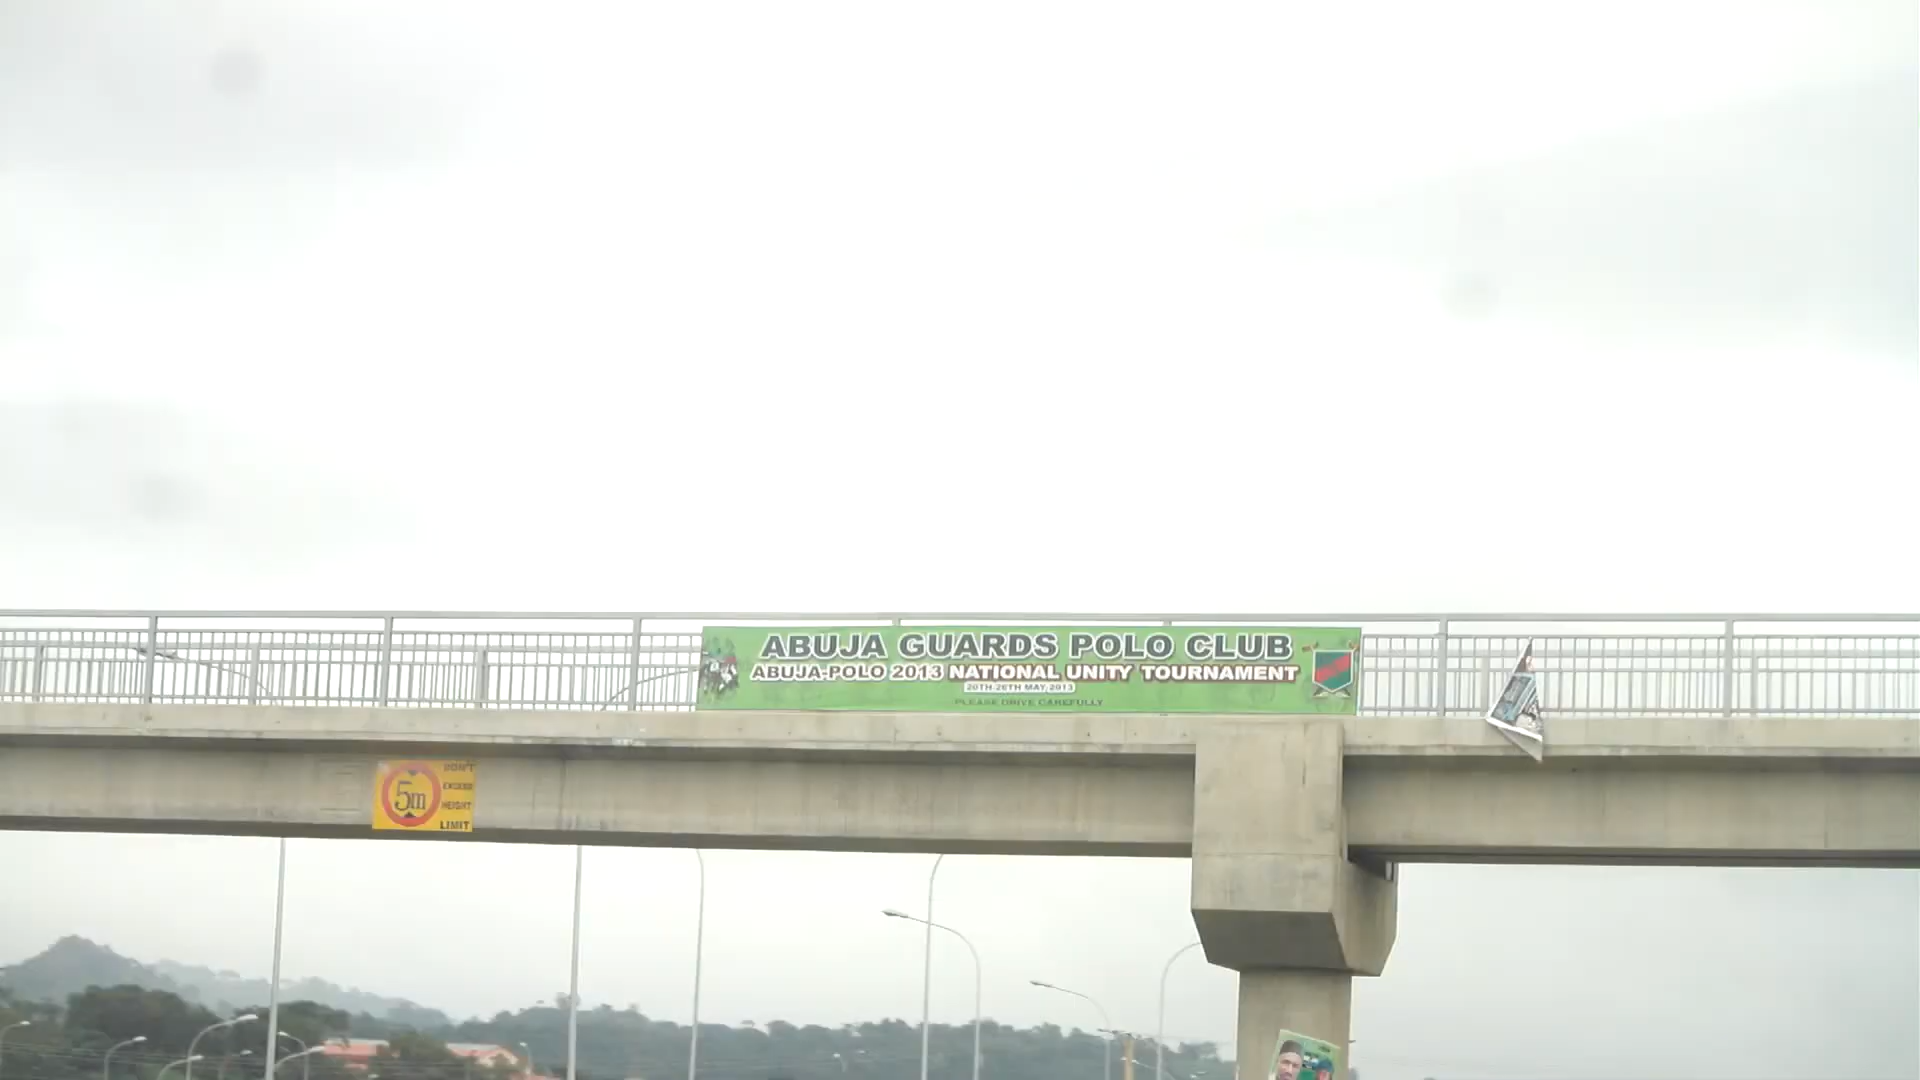 ABUJA GUARDS POLO CLUB
ABUJA-POLO 2013 NATIONAL UNITY TOURNAMENT
20TH-26TH MAY, 2013
PLEASE DRIVE CAREFULLY
5m
DON'T
EXCESS
HEIGHT
LIMIT